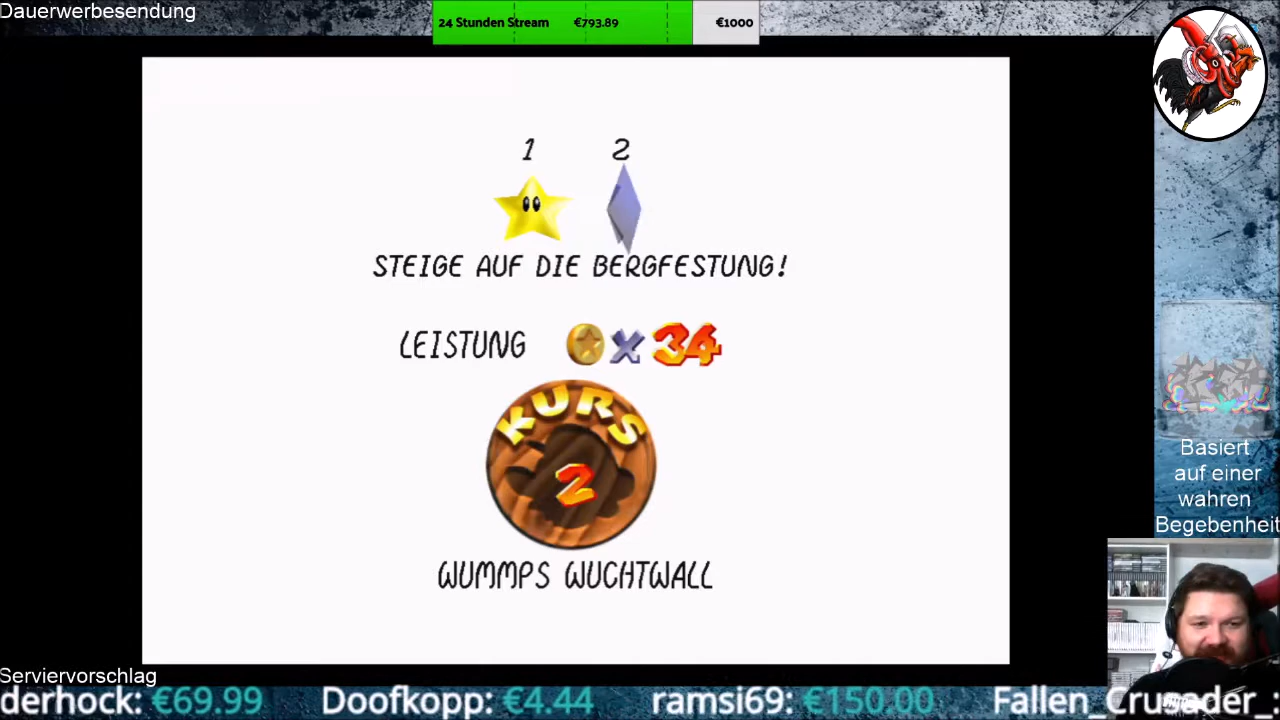 Dauerwerbesendung
24 Stunden Stream €793.89 €1000
1 2
STEIGE AUF DIE BERGFESTUNG!
LEISTUNG X 34
KURS
2
WUMMPS WUCHTWALL
Basiert
auf einer
wahren
Begebenheit
Serviervorschlag
derhock: €69.99 Doofkopp: €4.44 ramsi69: €150.00 Fallen_Crusader_: